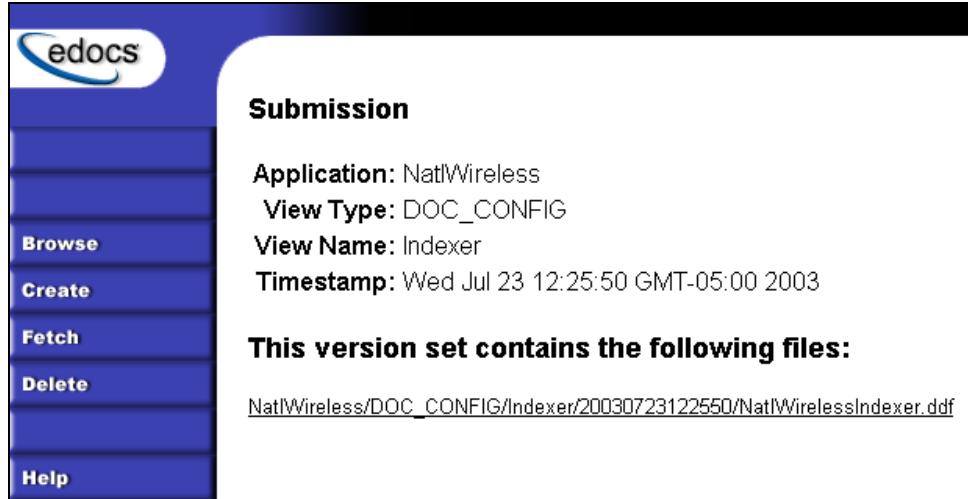 edocs
Submission
Application: NatlWireless
View Type: DOC_CONFIG
View Name: Indexer
Timestamp: Wed Jul 23 12:25:50 GMT-05:00 2003
Browse
Create
Fetch
Delete
Help
This version set contains the following files:
NatlWireless/DOC_CONFIG/Indexer/20030723122550/NatlWirelessIndexer.ddf